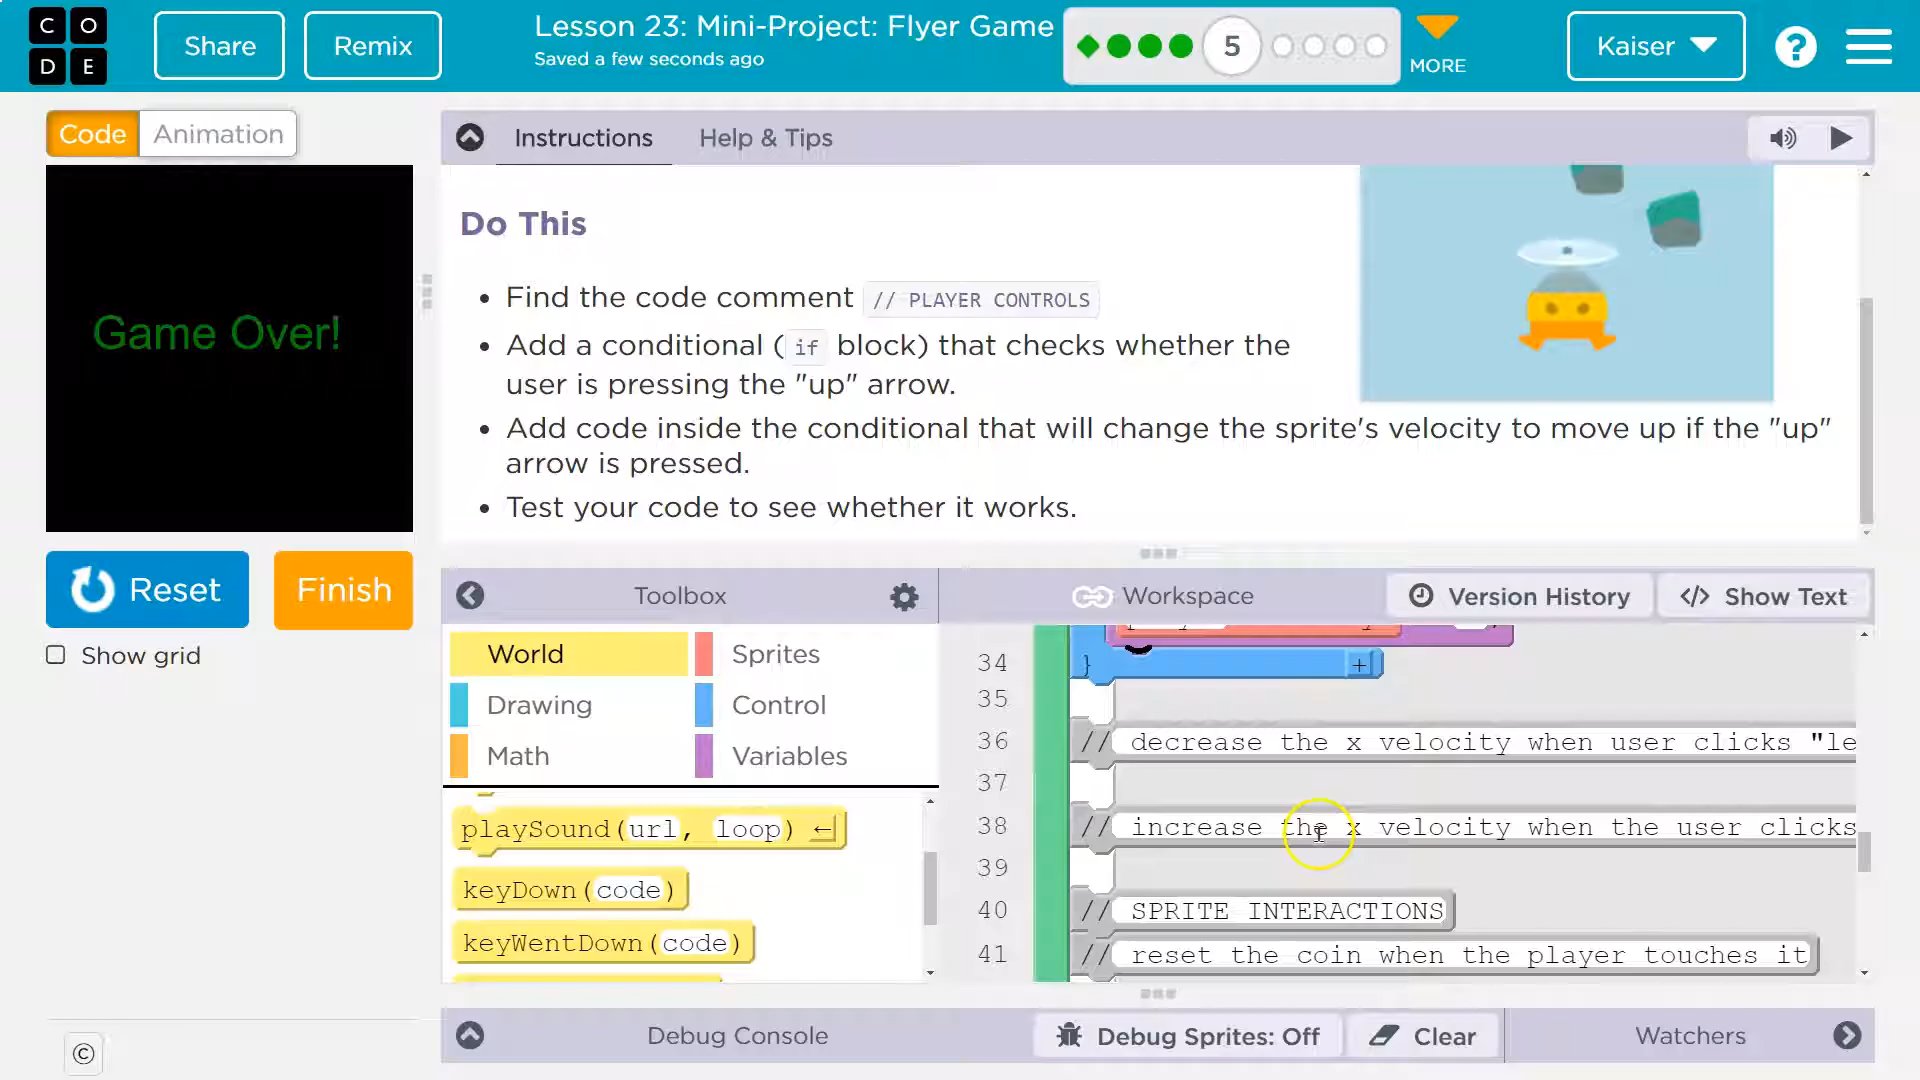 C O
D E
Share
Remix
Lesson 23: Mini-Project: Flyer Game
Saved a few seconds ago
5
MORE
Kaiser
?
Code
Animation
Instructions
Help & Tips
Game Over!
Do This
Find the code comment // PLAYER CONTROLS
Add a conditional ( if block) that checks whether the
user is pressing the "up" arrow.
Add code inside the conditional that will change the sprite's velocity to move up if the "up"
arrow is pressed.
Test your code to see whether it works.
Reset
Finish
Show grid
Toolbox
Workspace
Version History
</> Show Text
World
Sprites
Drawing
Control
Math
Variables
playSound(url, loop)
keyDown(code)
keyWentDown(code)
34 } +
35
36 // decrease the x velocity when user clicks "le
37
38 // increase the x velocity when the user clicks
39
40 // SPRITE INTERACTIONS
41 // reset the coin when the player touches it
©
Debug Console
Debug Sprites: Off
Clear
Watchers